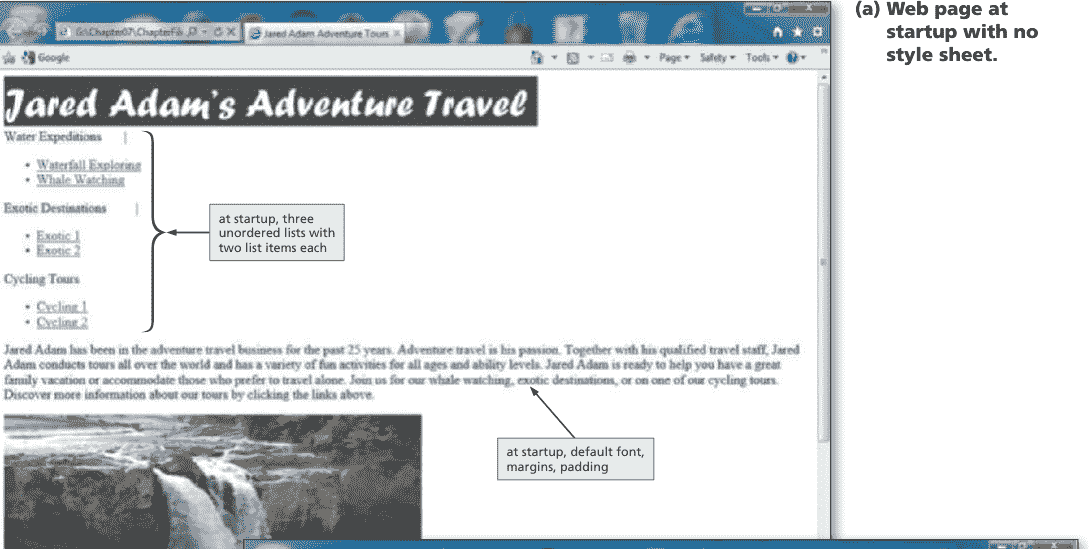 (a) Web page at
startup with no
style sheet.
Jared Adam Adventure Tours
Google
Page
Safety
Tools
Jared Adam's Adventure Travel
Water Expeditions |
• Waterfall Exploring
• Whale Watching
Exotic Destinations |
• Exotic 1
• Exotic 2
Cycling Tours
• Cycling 1
• Cycling 2
at startup, three
unordered lists with
two list items each
Jared Adam has been in the adventure travel business for the past 25 years. Adventure travel is his passion. Together with his qualified travel staff, Jared
Adam conducts tours all over the world and has a variety of fun activities for all ages and ability levels. Jared Adam is ready to help you have a great
family vacation or accommodate those who prefer to travel alone. Join us for our whale watching, exotic destinations, or on one of our cycling tours.
Discover more information about our tours by clicking the links above.
at startup, default font,
margins, padding